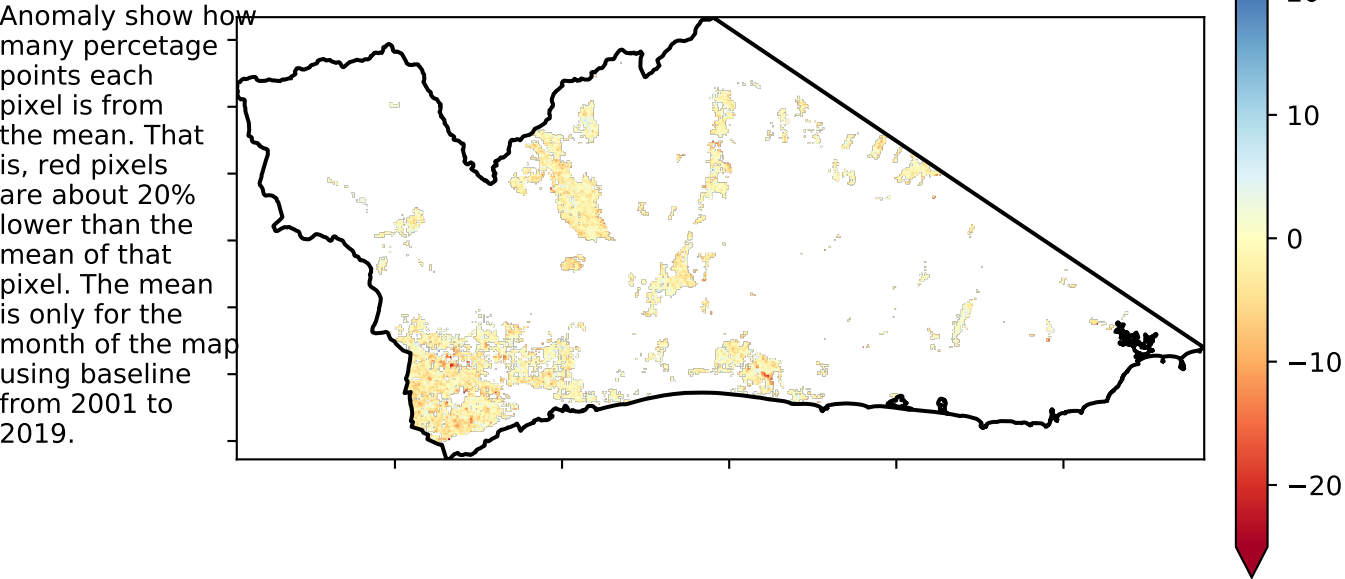 Anomaly show how
many percetage
points each
pixel is from
the mean. That
is, red pixels
are about 20%
lower than the
mean of that
pixel. The mean
is only for the
month of the map
using baseline
from 2001 to
2019.
10
0
−10
−20